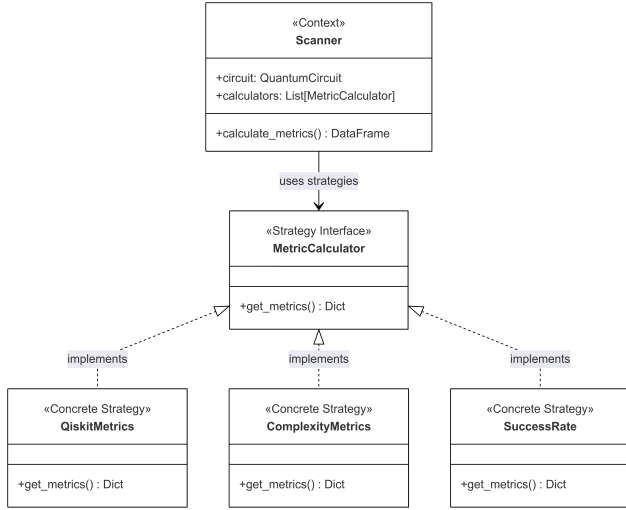 «Context»
Scanner
+circuit: QuantumCircuit
+calculators: List[MetricCalculator]
+calculate_metrics() : DataFrame
uses strategies
«Strategy Interface»
MetricCalculator
+get_metrics() : Dict
implements
implements
implements
«Concrete Strategy»
QiskitMetrics
+get_metrics() : Dict
«Concrete Strategy»
ComplexityMetrics
+get_metrics() : Dict
«Concrete Strategy»
SuccessRate
+get_metrics() : Dict